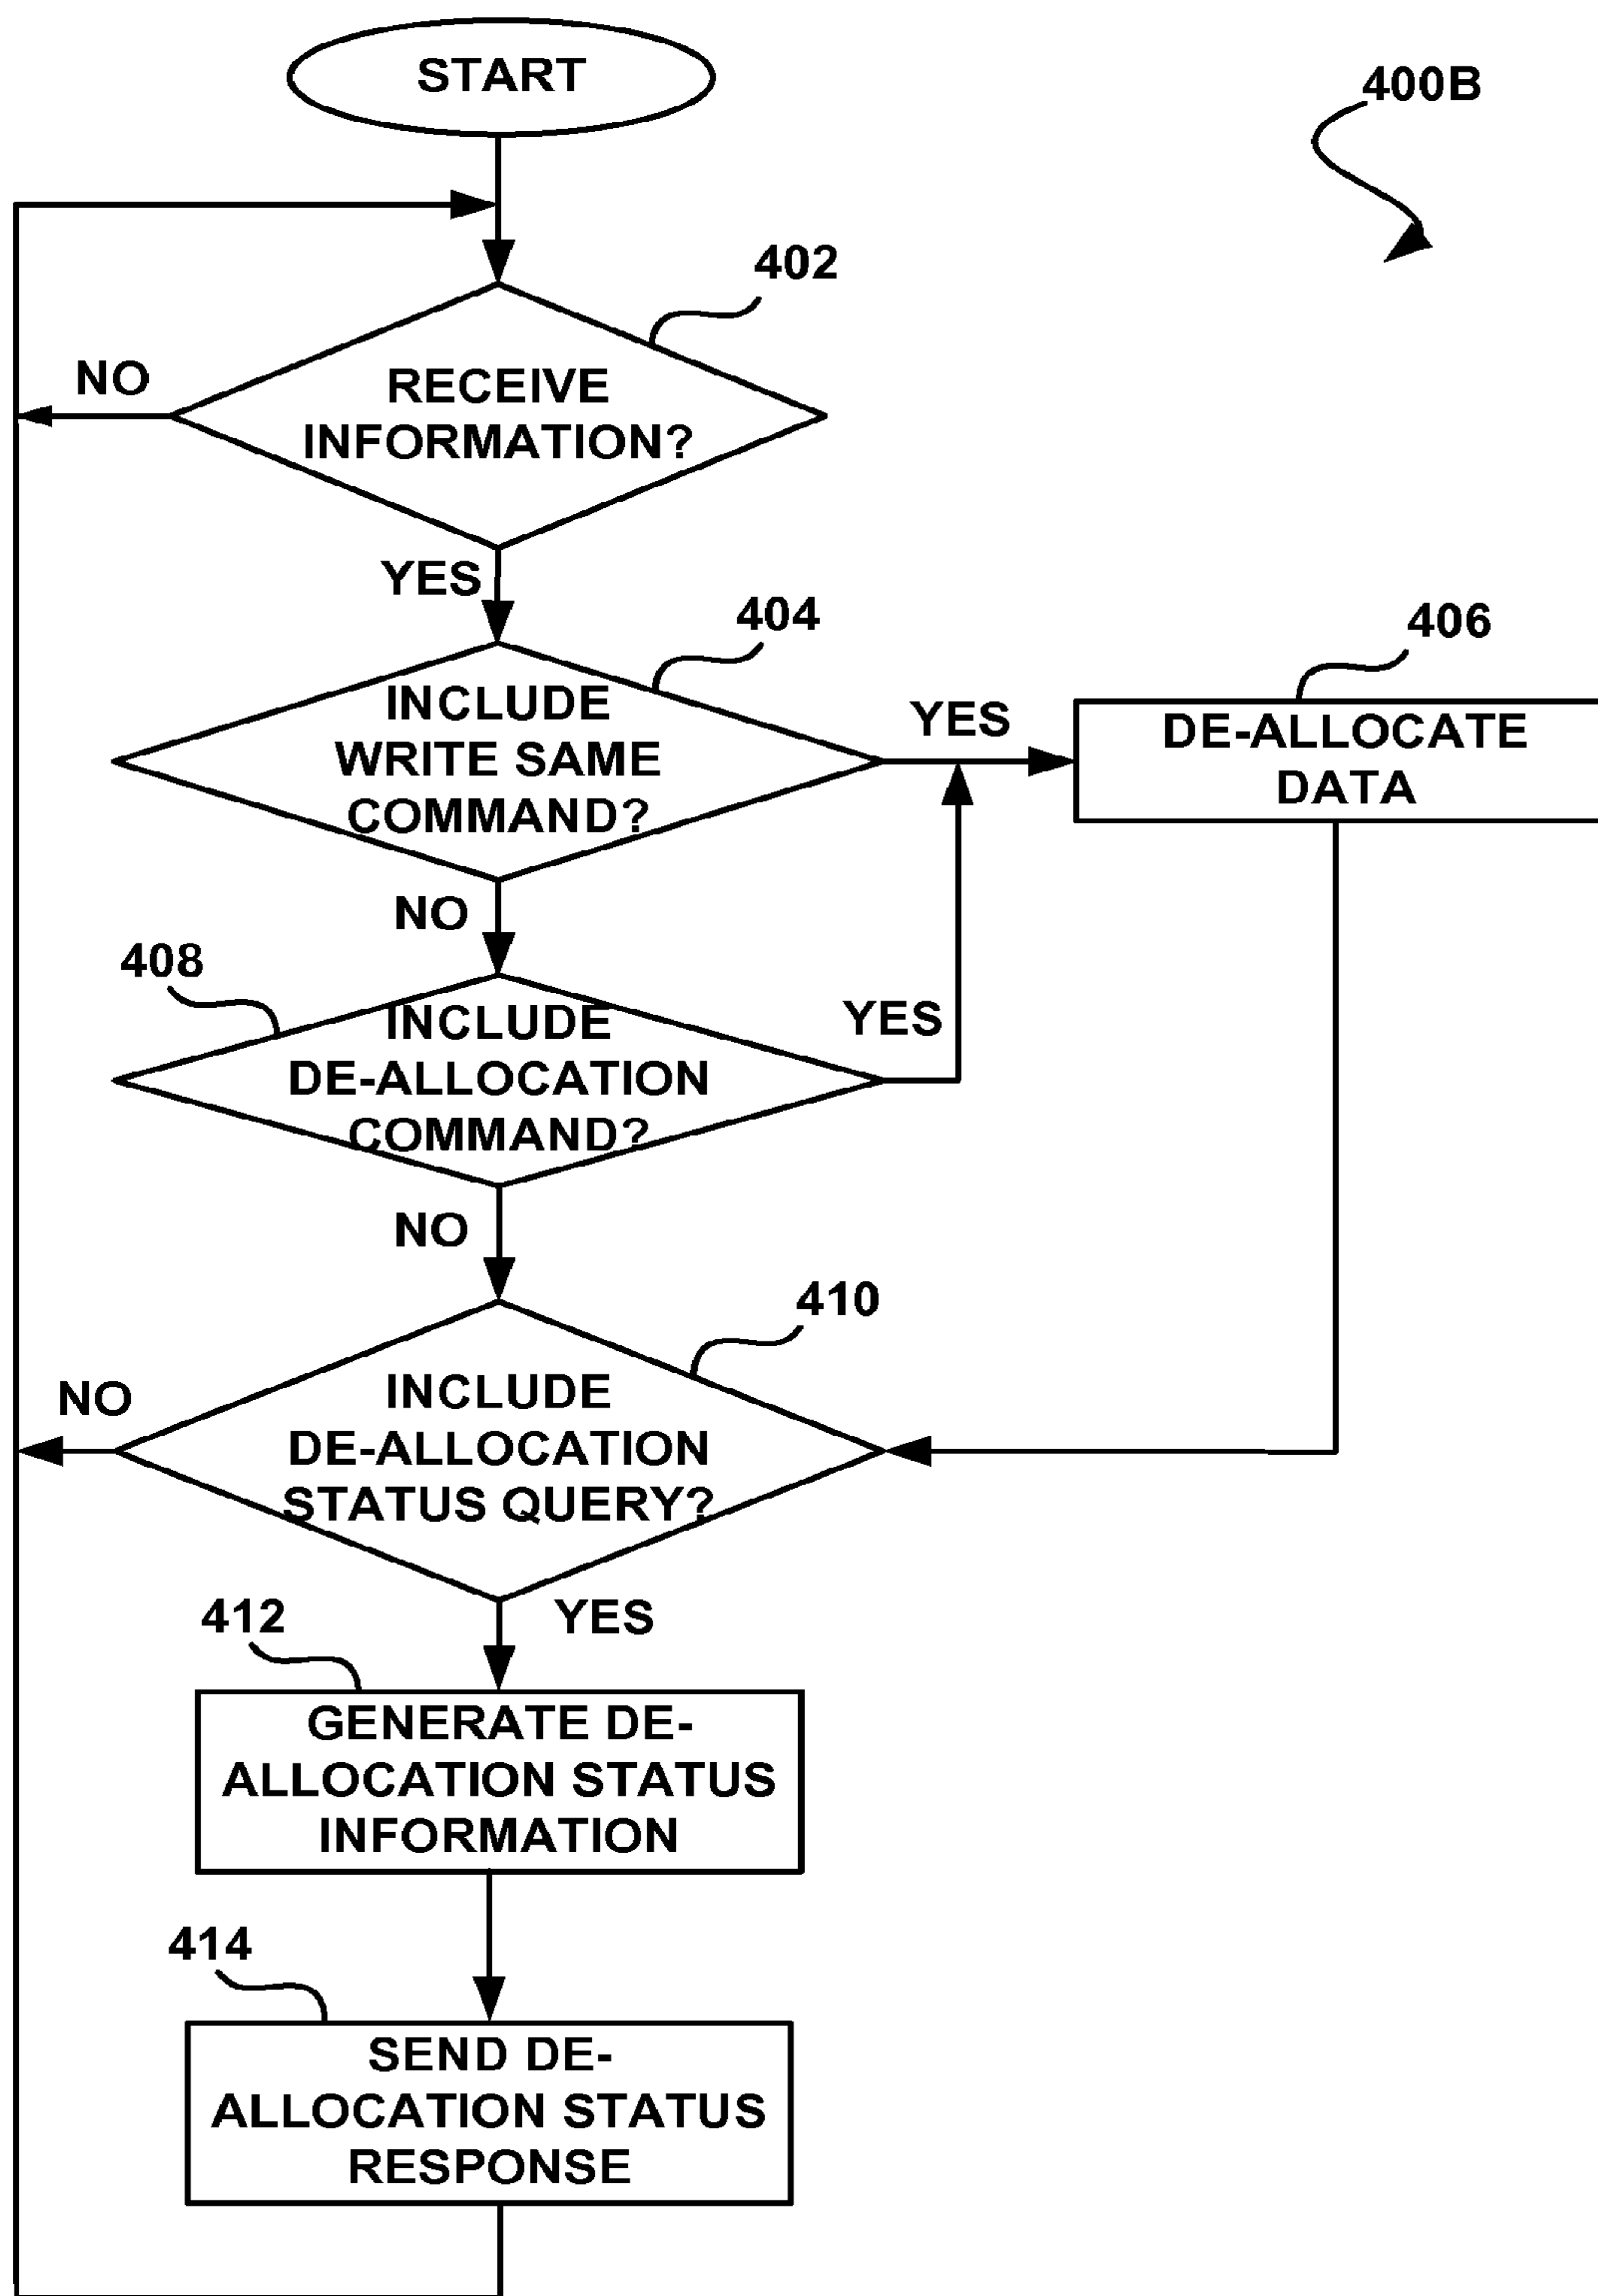 START
400B
402
NO
RECEIVE
INFORMATION?
YES
404
406
INCLUDE
WRITE SAME
COMMAND?
YES
DE-ALLOCATE
DATA
NO
408
INCLUDE
DE-ALLOCATION
COMMAND?
YES
NO
410
NO
INCLUDE
DE-ALLOCATION
STATUS QUERY?
412
YES
GENERATE DE-
ALLOCATION STATUS
INFORMATION
414
SEND DE-
ALLOCATION STATUS
RESPONSE